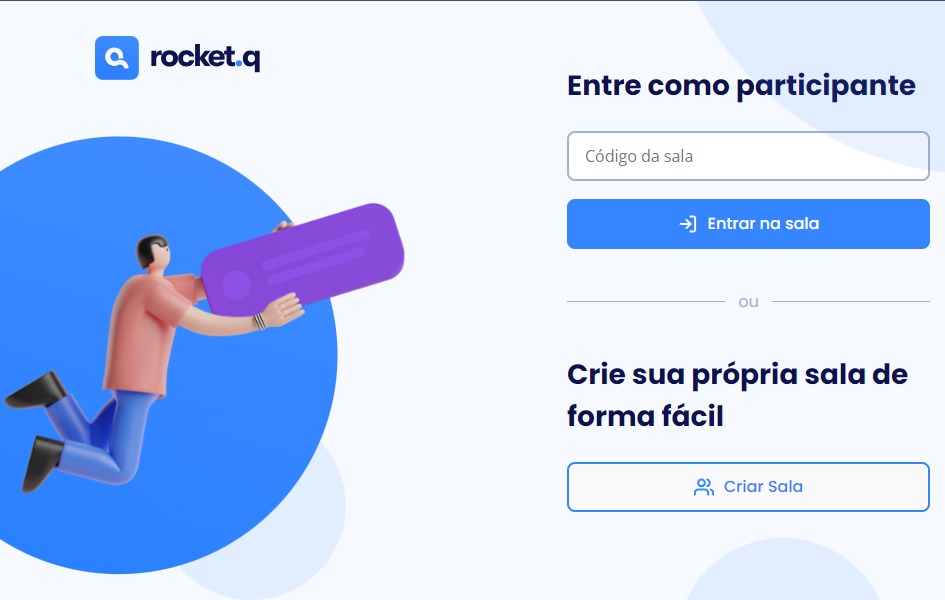 rocket.q
Entre como participante
Código da sala
Entrar na sala
ou
Crie sua própria sala de
forma fácil
Criar Sala